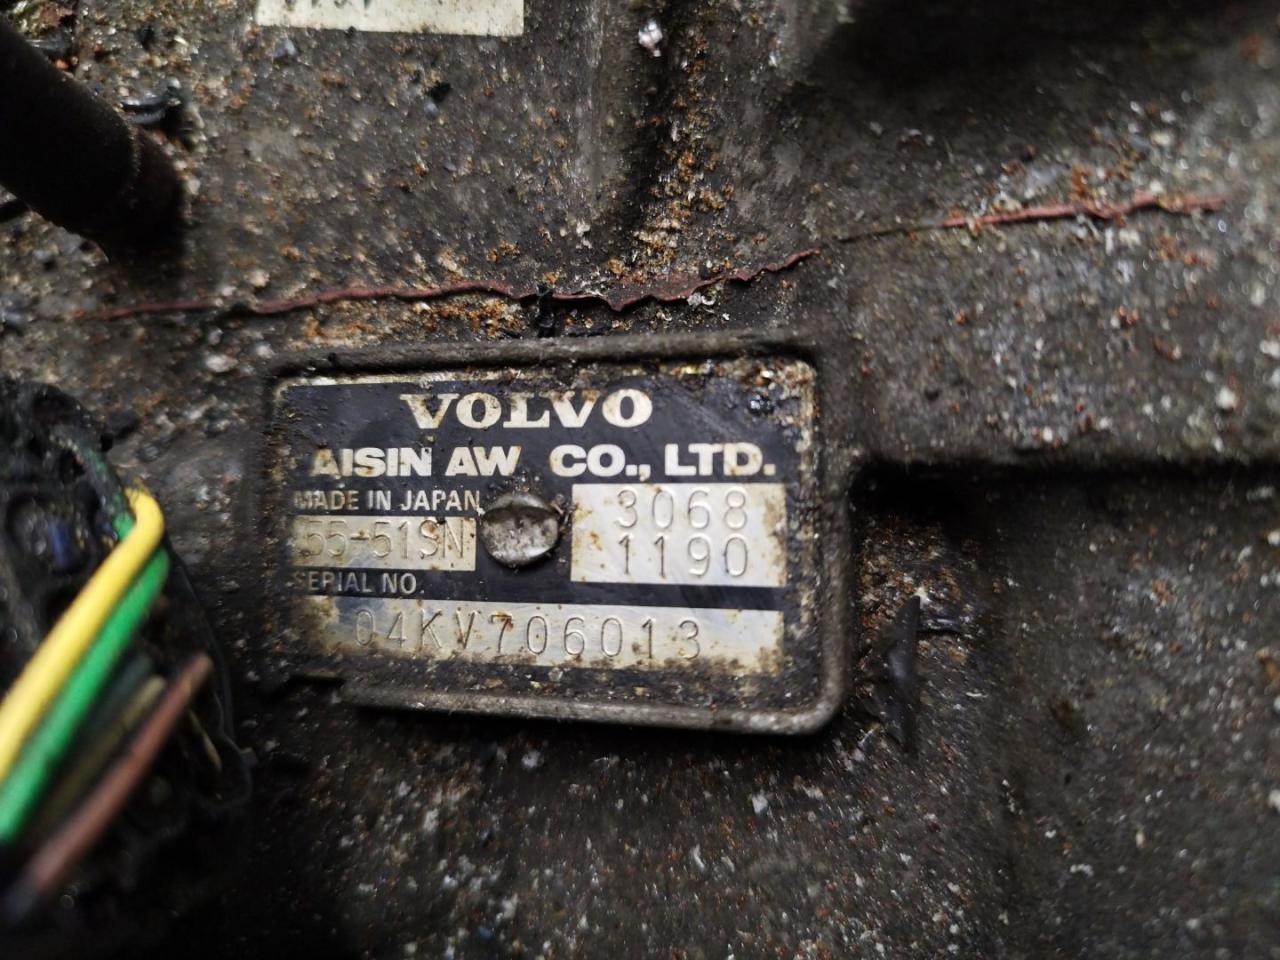 VOLVO
AISIN AW CO., LTD.
MADE IN JAPAN
3068
55-51SN
1190
SERIAL NO.
04KV706013